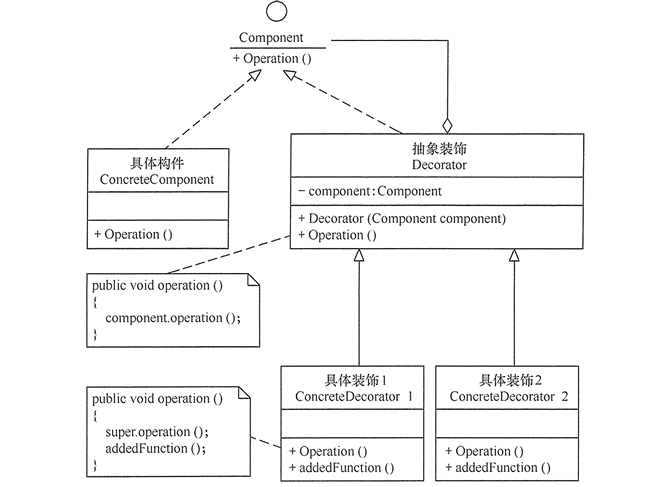 Component
+ Operation ()
具体构件
ConcreteComponent
+ Operation ()
抽象装饰
Decorator
- component:Component
+ Decorator (Component component)
+ Operation ()
public void operation ()
{
component.operation ();
}
public void operation ()
{
super.operation ();
addedFunction ();
}
具体装饰1
ConcreteDecorator 1
+ Operation ()
+ addedFunction ()
具体装饰2
ConcreteDecorator 2
+ Operation ()
+ addedFunction ()